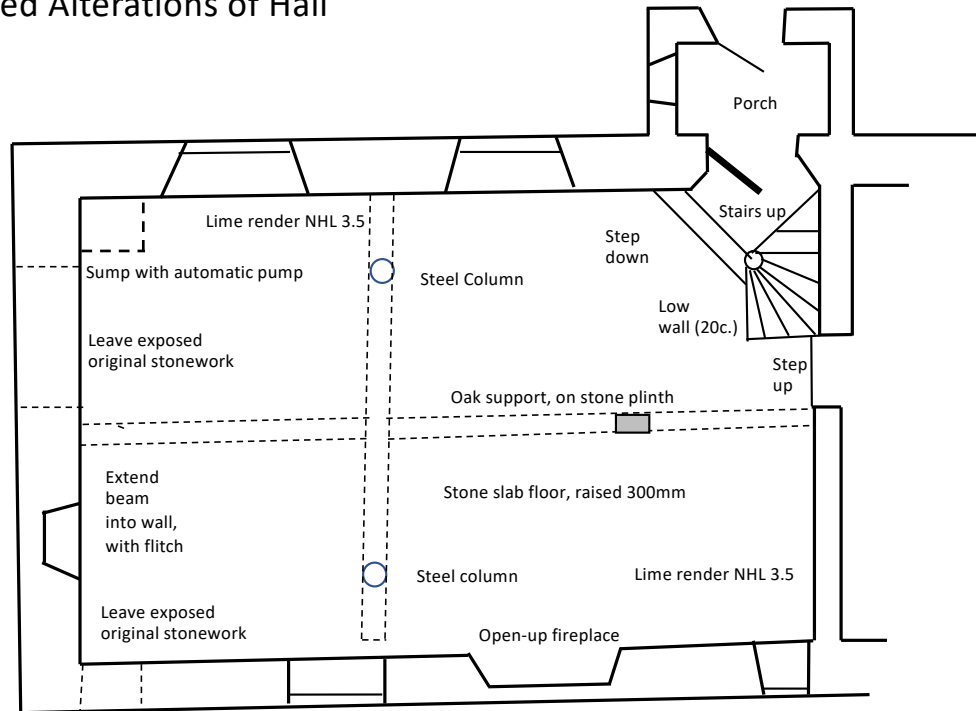 ed Alterations of Hall
Porch
Stairs up
Lime render NHL 3.5
Step
down
Sump with automatic pump
Steel Column
Low
wall (20c.)
Leave exposed
original stonework
Step
up
Oak support, on stone plinth
Extend
beam
into wall,
with flitch
Stone slab floor, raised 300mm
Steel column
Lime render NHL 3.5
Leave exposed
original stonework
Open-up fireplace